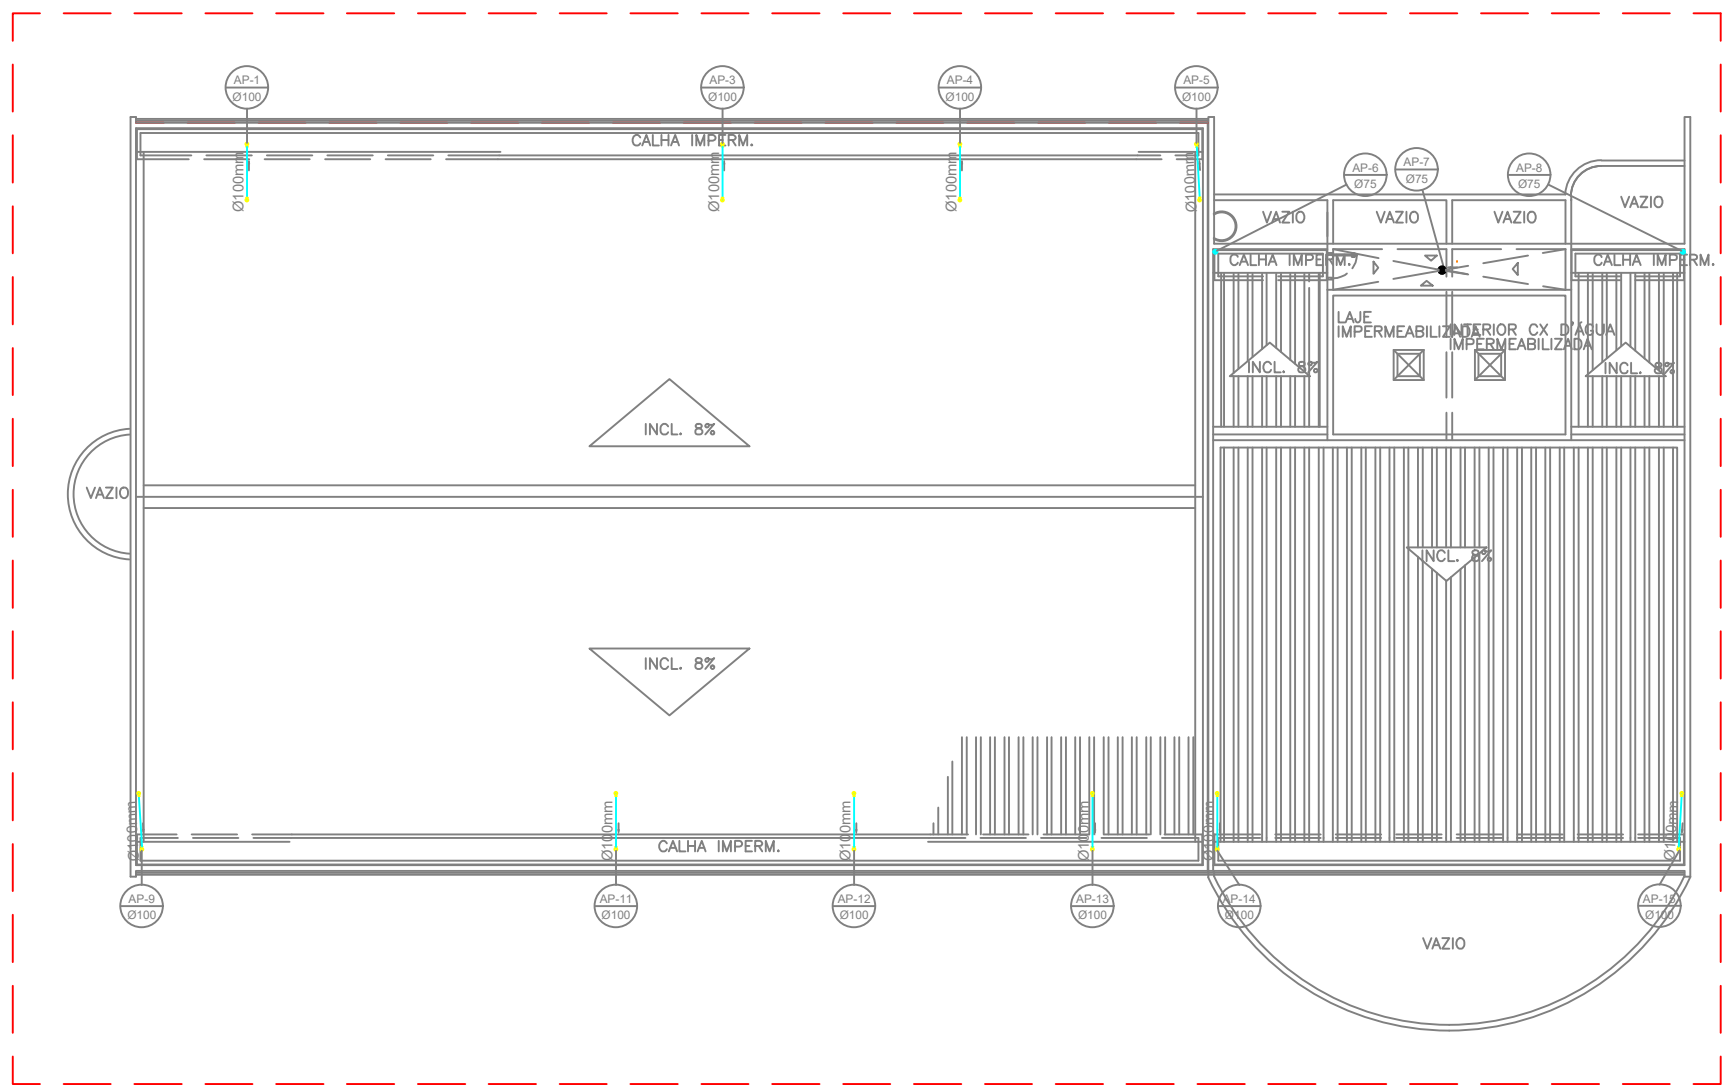 AP-1
Ø100
AP-3
Ø100
AP-4
Ø100
AP-5
Ø100
CALHA IMPERM.
Ø100mm
Ø100mm
Ø100mm
Ø100mm
AP-6
Ø75
AP-7
Ø75
AP-8
Ø75
VAZIO
VAZIO
VAZIO
VAZIO
CALHA IMPERM.
CALHA IMPERM.
LAJE
IMPERMEABILIZADA
INTERIOR CX D'ÁGUA
IMPERMEABILIZADA
INCL. 8%
INCL. 8%
INCL. 8%
VAZIO
INCL. 8%
INCL. 8%
Ø100mm
Ø100mm
Ø100mm
Ø100mm
Ø100mm
Ø100mm
CALHA IMPERM.
AP-9
Ø100
AP-11
Ø100
AP-12
Ø100
AP-13
Ø100
AP-14
Ø100
AP-15
Ø100
VAZIO